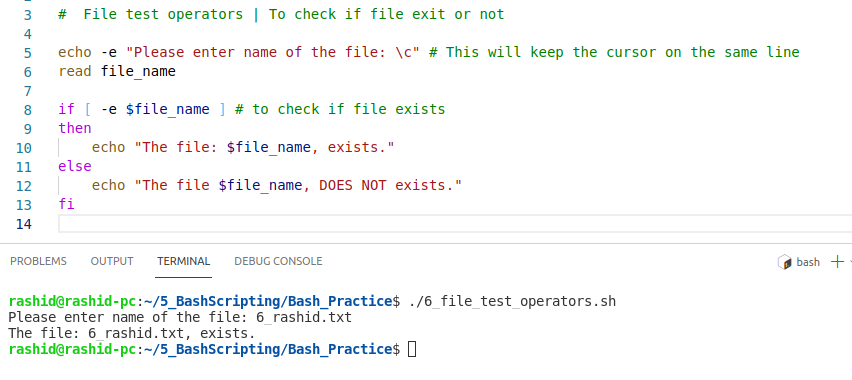 3 #  File test operators | To check if file exit or not
4
5 echo -e "Please enter name of the file: \c" # This will keep the cursor on the same line
6 read file_name
7
8 if [ -e $file_name ] # to check if file exists
9 then
10     echo "The file: $file_name, exists."
11 else
12     echo "The file $file_name, DOES NOT exists."
13 fi
14
PROBLEMS OUTPUT TERMINAL DEBUG CONSOLE bash
rashid@rashid-pc:~/5_BashScripting/Bash_Practice$ ./6_file_test_operators.sh
Please enter name of the file: 6_rashid.txt
The file: 6_rashid.txt, exists.
rashid@rashid-pc:~/5_BashScripting/Bash_Practice$